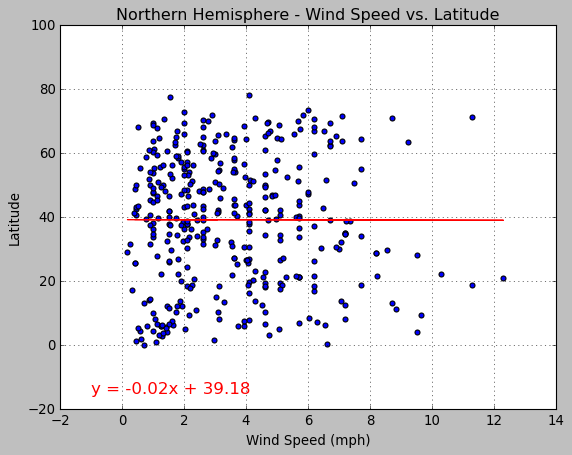 Northern Hemisphere - Wind Speed vs. Latitude
100
80
60
40
20
0
−20
Latitude
y = -0.02x + 39.18
−2 0 2 4 6 8 10 12 14
Wind Speed (mph)